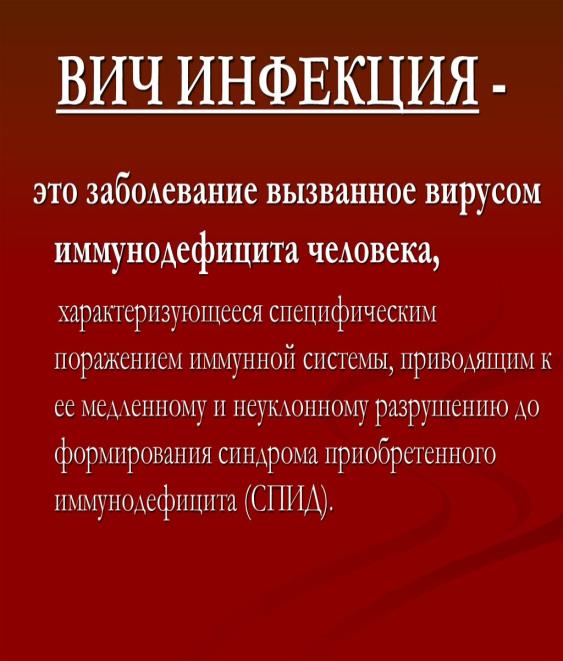 ВИЧ ИНФЕКЦИЯ -
это заболевание вызванное вирусом
иммунодефицита человека,
характеризующееся специфическим
поражением иммунной системы, приводящим к
ее медленному и неуклонному разрушению до
формирования синдрома приобретенного
иммунодефицита (СПИД).